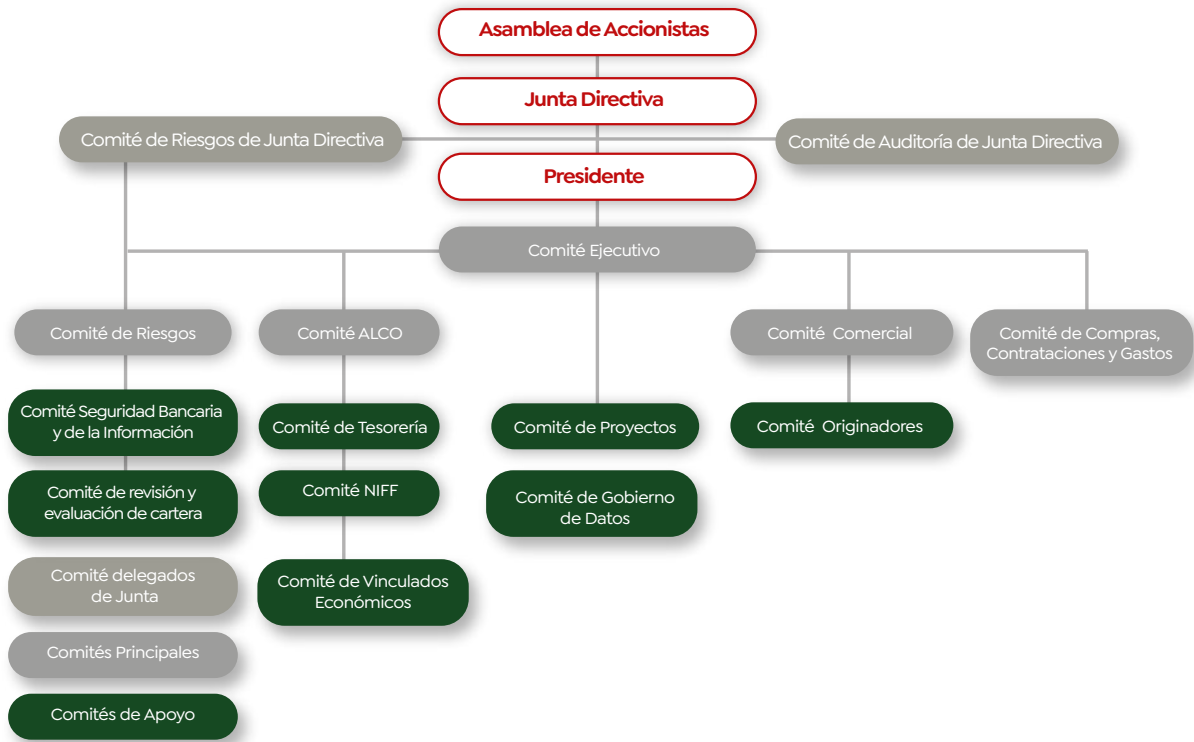 Asamblea de Accionistas
Junta Directiva
Comité de Riesgos de Junta Directiva
Comité de Auditoría de Junta Directiva
Presidente
Comité Ejecutivo
Comité de Riesgos
Comité ALCO
Comité Comercial
Comité de Compras,
Contrataciones y Gastos
Comité Seguridad Bancaria
y de la Información
Comité de Tesorería
Comité de Proyectos
Comité Originadores
Comité de revisión y
evaluación de cartera
Comité NIFF
Comité de Gobierno
de Datos
Comité delegados
de Junta
Comité de Vinculados
Económicos
Comités Principales
Comités de Apoyo